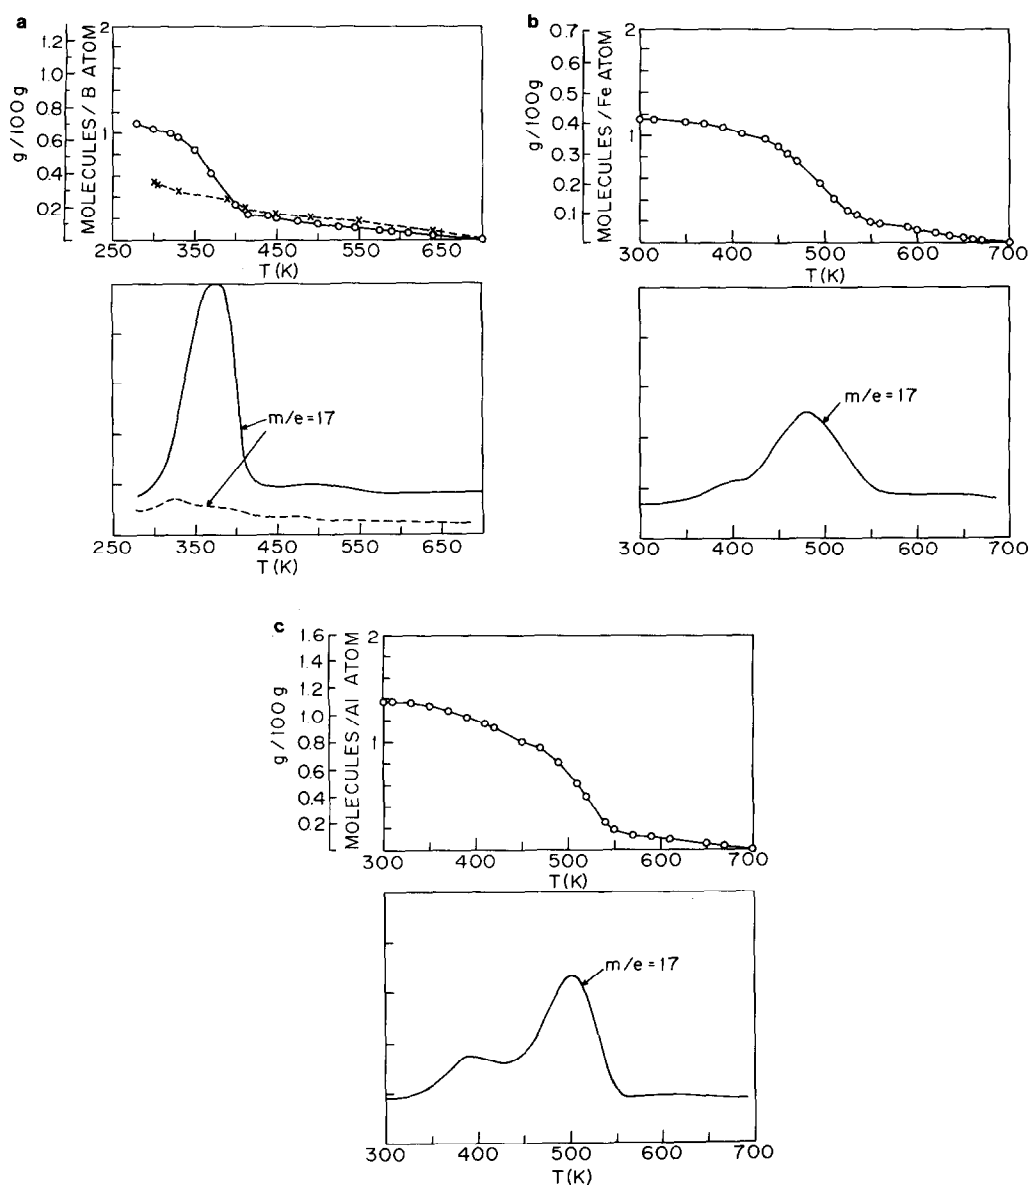 a
g/100g
1.2
1.0
0.8
0.6
0.4
0.2
MOLECULES / B ATOM
2
1
250 350 450 550 650
T (K)
m/e=17
250 350 450 550 650
T (K)
b
g/100g
0.7
0.6
0.5
0.4
0.3
0.2
0.1
MOLECULES / Fe ATOM
2
1
300 400 500 600 700
T (K)
m/e=17
300 400 500 600 700
T (K)
c
g/100g
1.6
1.4
1.2
1.0
0.8
0.6
0.4
0.2
MOLECULES /Al ATOM
2
1
300 400 500 600 700
T (K)
m/e=17
300 400 500 600 700
T (K)